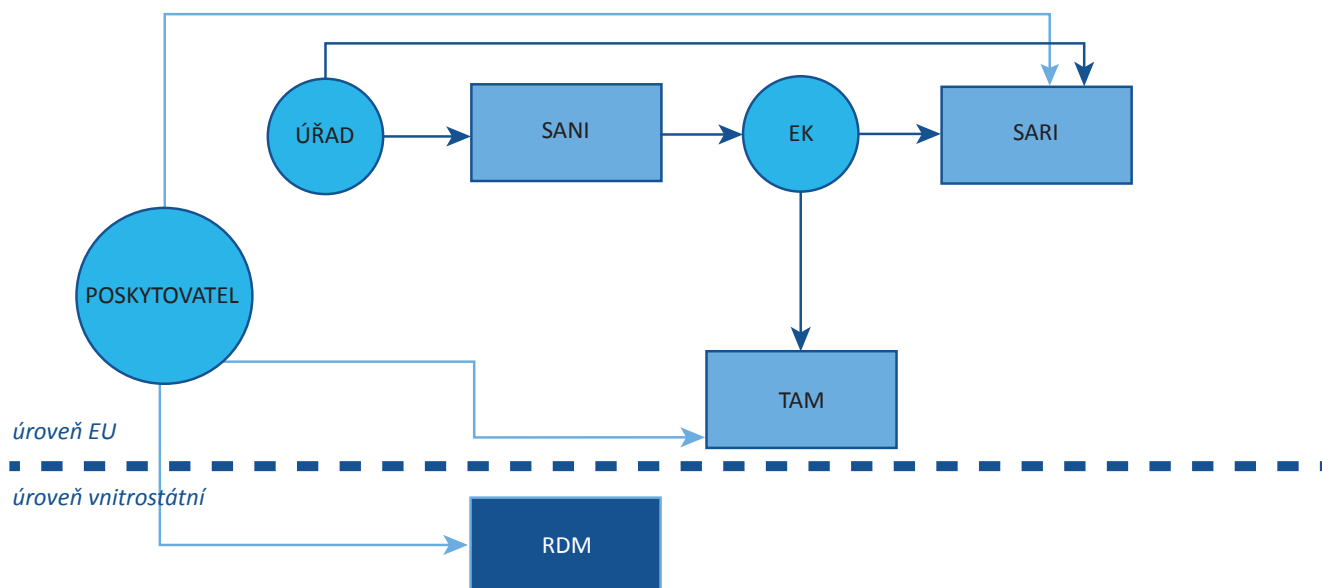 ÚŘAD
SANI
EK
SARI
POSKYTOVATEL
TAM
úroveň EU
úroveň vnitrostátní
RDM